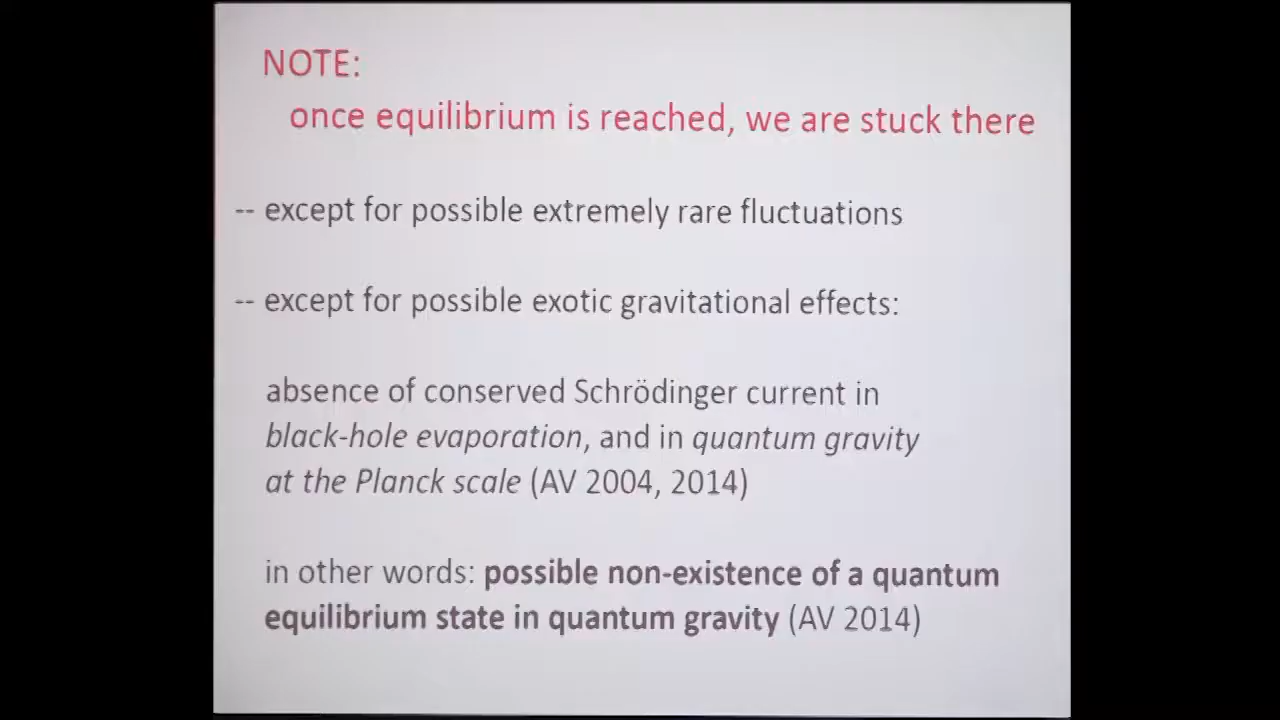 NOTE:
once equilibrium is reached, we are stuck there
-- except for possible extremely rare fluctuations
-- except for possible exotic gravitational effects:
absence of conserved Schrödinger current in
black-hole evaporation, and in quantum gravity
at the Planck scale (AV 2004, 2014)
in other words: possible non-existence of a quantum
equilibrium state in quantum gravity (AV 2014)